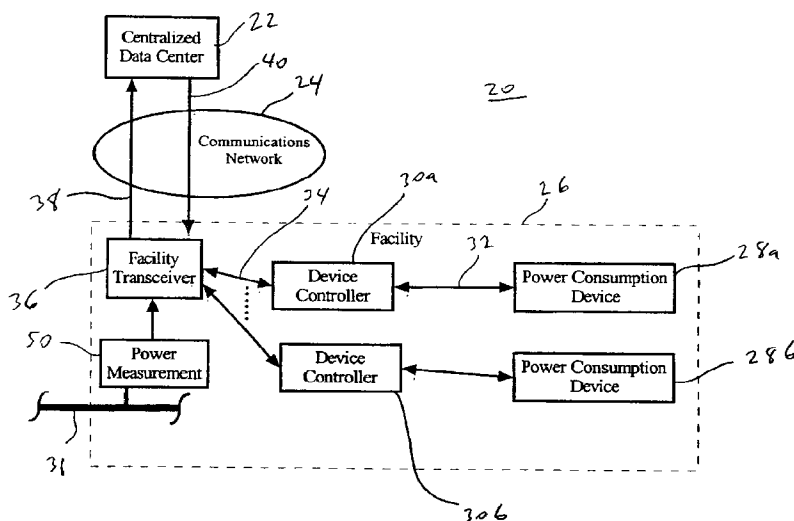 Centralized
Data Center
22
40
24
20
Communications
Network
38
34
30a
26
Facility
32
28a
Facility
Transceiver
Device
Controller
Power Consumption
Device
36
50
Power
Measurement
Device
Controller
Power Consumption
Device
28b
31
30b